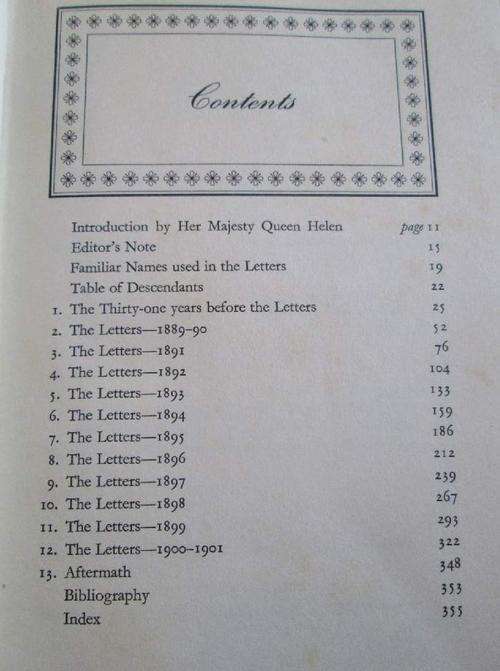 Contents
Introduction by Her Majesty Queen Helen page 11
Editor's Note 15
Familiar Names used in the Letters 19
Table of Descendants 22
1. The Thirty-one years before the Letters 25
2. The Letters—1889-90 52
3. The Letters—1891 76
4. The Letters—1892 104
5. The Letters—1893 133
6. The Letters—1894 159
7. The Letters—1895 186
8. The Letters—1896 212
9. The Letters—1897 239
10. The Letters—1898 267
11. The Letters—1899 293
12. The Letters—1900-1901 322
13. Aftermath 348
Bibliography 353
Index 355